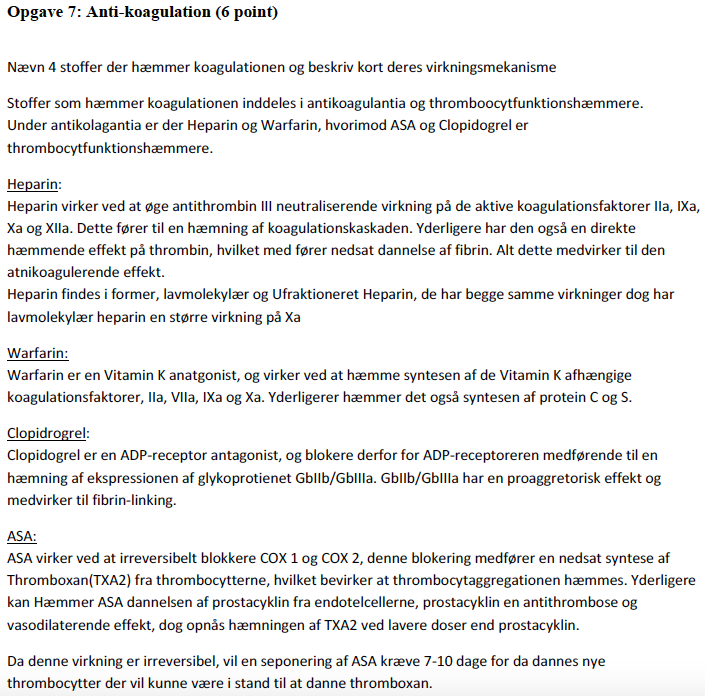 Opgave 7: Anti-koagulation (6 point)
Nævn 4 stoffer der hæmmer koagulationen og beskriv kort deres virkningsmekanisme
Stoffer som hæmmer koagulationen inddeles i antikoagulantia og thromboocytfunktionshæmmere.
Under antikolagantia er der Heparin og Warfarin, hvorimod ASA og Clopidogrel er
thrombocytfunktionshæmmere.
Heparin:
Heparin virker ved at øge antithrombin III neutraliserende virkning på de aktive koagulationsfaktorer IIa, IXa,
Xa og XIIa. Dette fører til en hæmning af koagulationskaskaden. Yderligere har den også en direkte
hæmmende effekt på thrombin, hvilket med fører nedsat dannelse af fibrin. Alt dette medvirker til den
atnikoagulerende effekt.
Heparin findes i former, lavmolekylær og Ufraktioneret Heparin, de har begge samme virkninger dog har
lavmolekylær heparin en større virkning på Xa
Warfarin:
Warfarin er en Vitamin K anatgonist, og virker ved at hæmme syntesen af de Vitamin K afhængige
koagulationsfaktorer, IIa, VIIa, IXa og Xa. Yderligerer hæmmer det også syntesen af protein C og S.
Clopidrogrel:
Clopidogrel er en ADP-receptor antagonist, og blokere derfor for ADP-receptoreren medførende til en
hæmning af ekspressionen af glykoprotienet GbIIb/GbIIIa. GbIIb/GbIIIa har en proaggretorisk effekt og
medvirker til fibrin-linking.
ASA:
ASA virker ved at irreversibelt blokkere COX 1 og COX 2, denne blokering medfører en nedsat syntese af
Thromboxan(TXA2) fra thrombocytterne, hvilket bevirker at thrombocytaggregationen hæmmes. Yderligere
kan Hæmmer ASA dannelsen af prostacyklin fra endotelcellerne, prostacyklin en antithrombose og
vasodilaterende effekt, dog opnås hæmningen af TXA2 ved lavere doser end prostacyklin.
Da denne virkning er irreversibel, vil en seponering af ASA kræve 7-10 dage for da dannes nye
thrombocytter der vil kunne være i stand til at danne thromboxan.